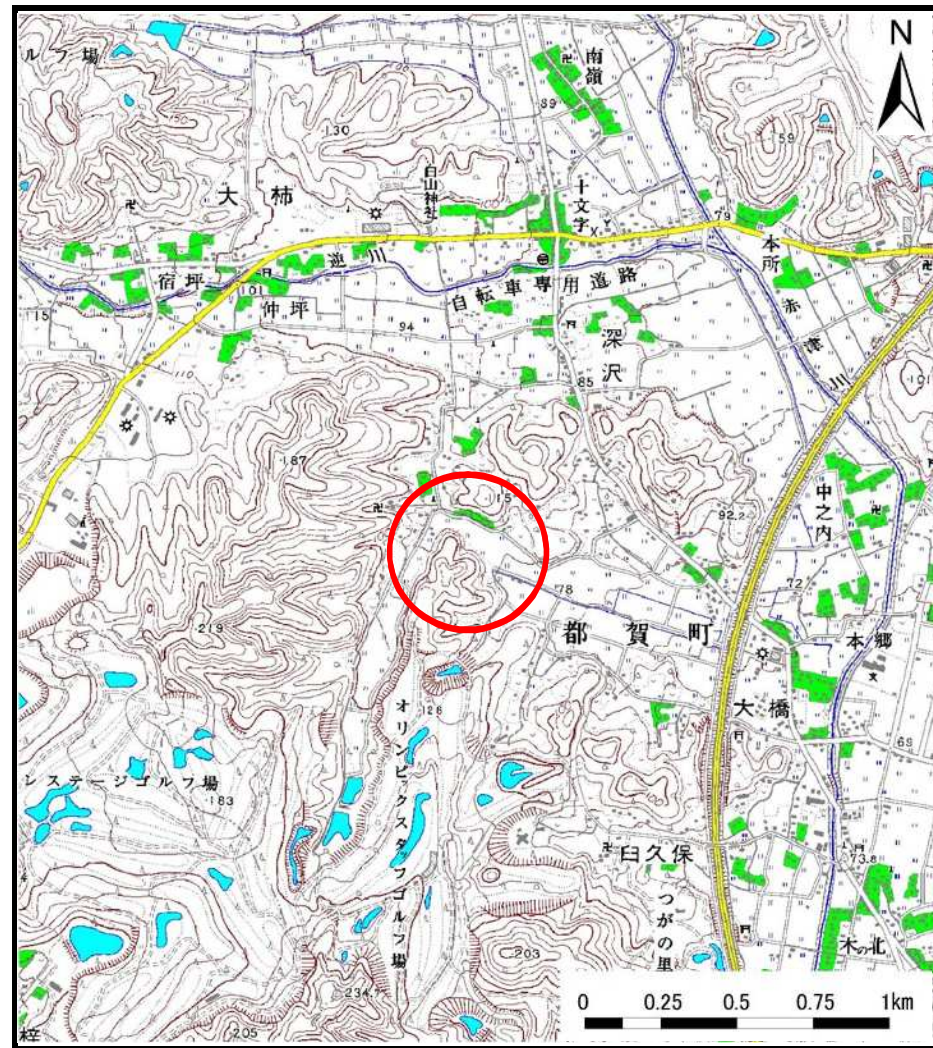 N
ルフ場
南嶺
89
130
150
159
大柿
白山神社
十文字
79
本所
逆川
宿坪
101
仲坪
自転車専用道路
115
94
深沢
赤津川
110
85
101
187
115
92.2
中之内
78
72
219
都賀町
本郷
大橋
126
オリンピックスタッフゴルフ場
69
レステージゴルフ場
183
臼久保
73.8
つがの里
木の北
203
234.
205
梓
0 0.25 0.5 0.75 1km